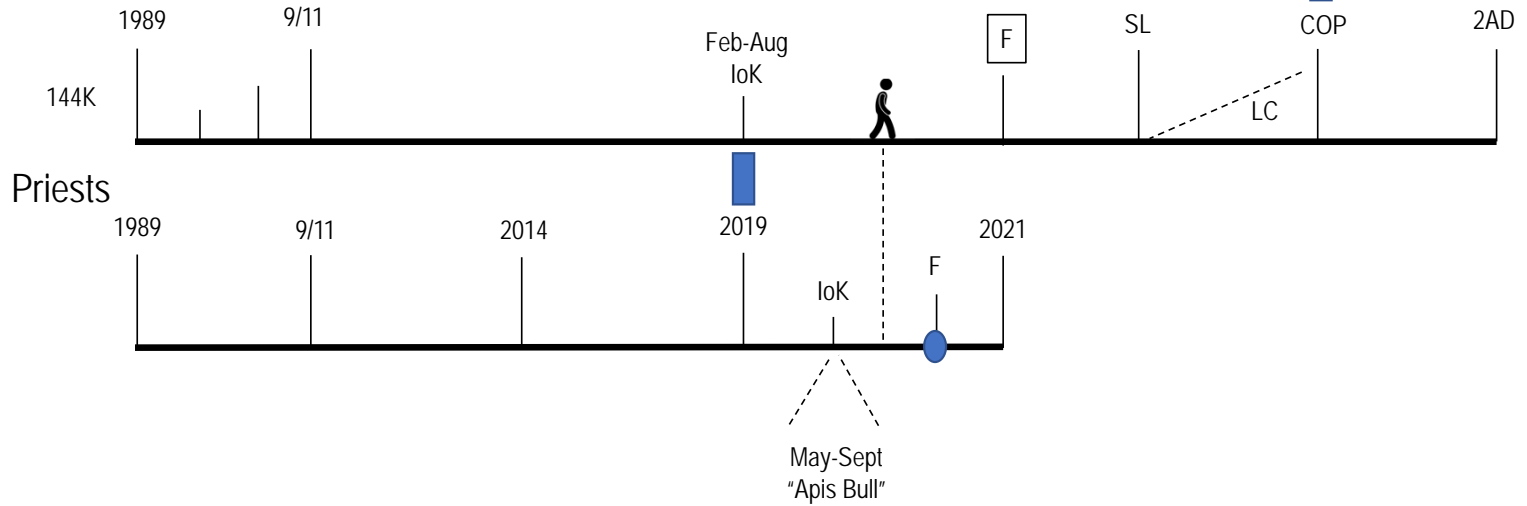 1989
9/11
Feb-Aug
IoK
F
SL
COP
2AD
144K
LC
Priests
1989
9/11
2014
2019
2021
IoK
F
May-Sept
“Apis Bull”